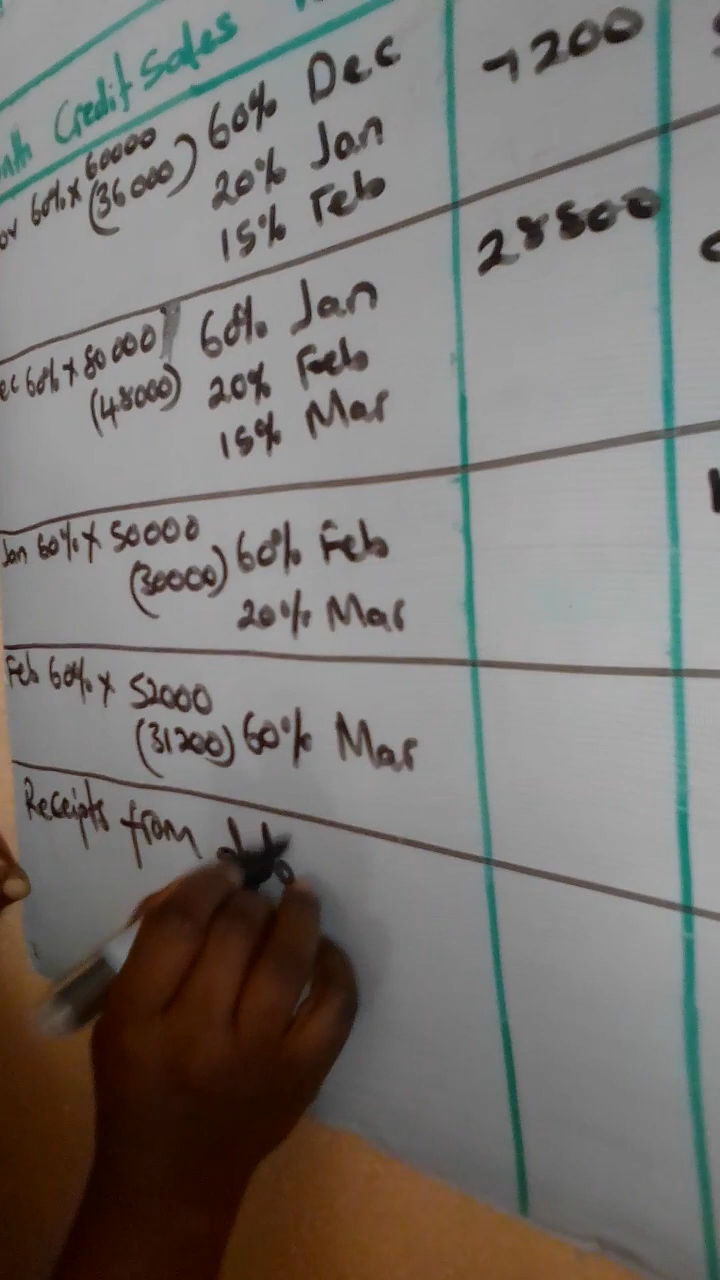 Credit Sales
60% x 60000 60% Dec 7200
(36000) 20% Jan
15% Feb
60% x 80000 60% Jan 28800
(48000) 20% Feb
15% Mar
Jan 60% x 50000 60% Feb
(30000) 20% Mar
Feb 60% x 52000
(31200) 60% Mar
Receipts from